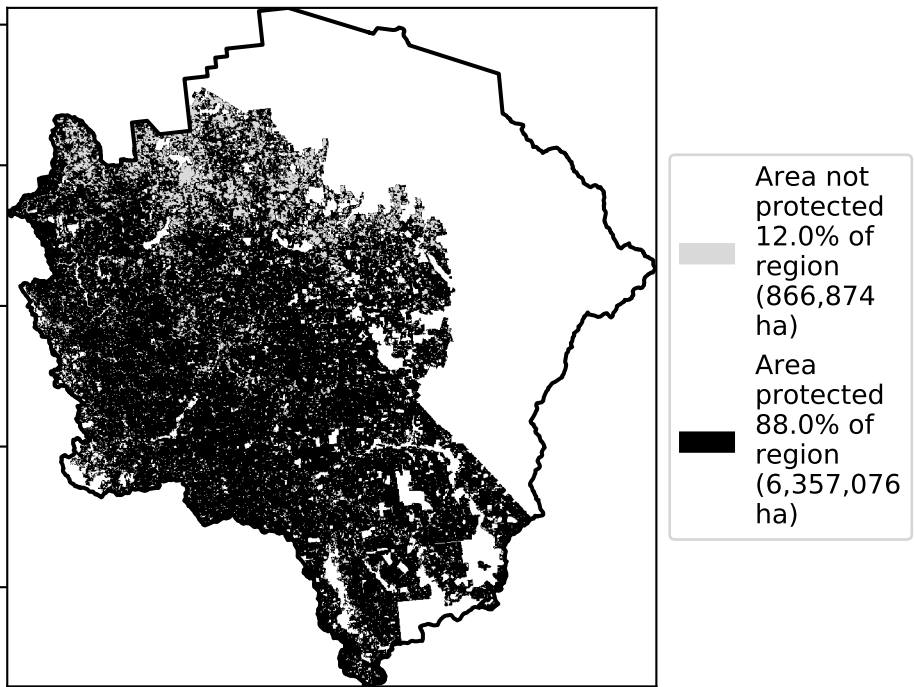 Area not
protected
12.0% of
region
(866,874
ha)
Area
protected
88.0% of
region
(6,357,076
ha)